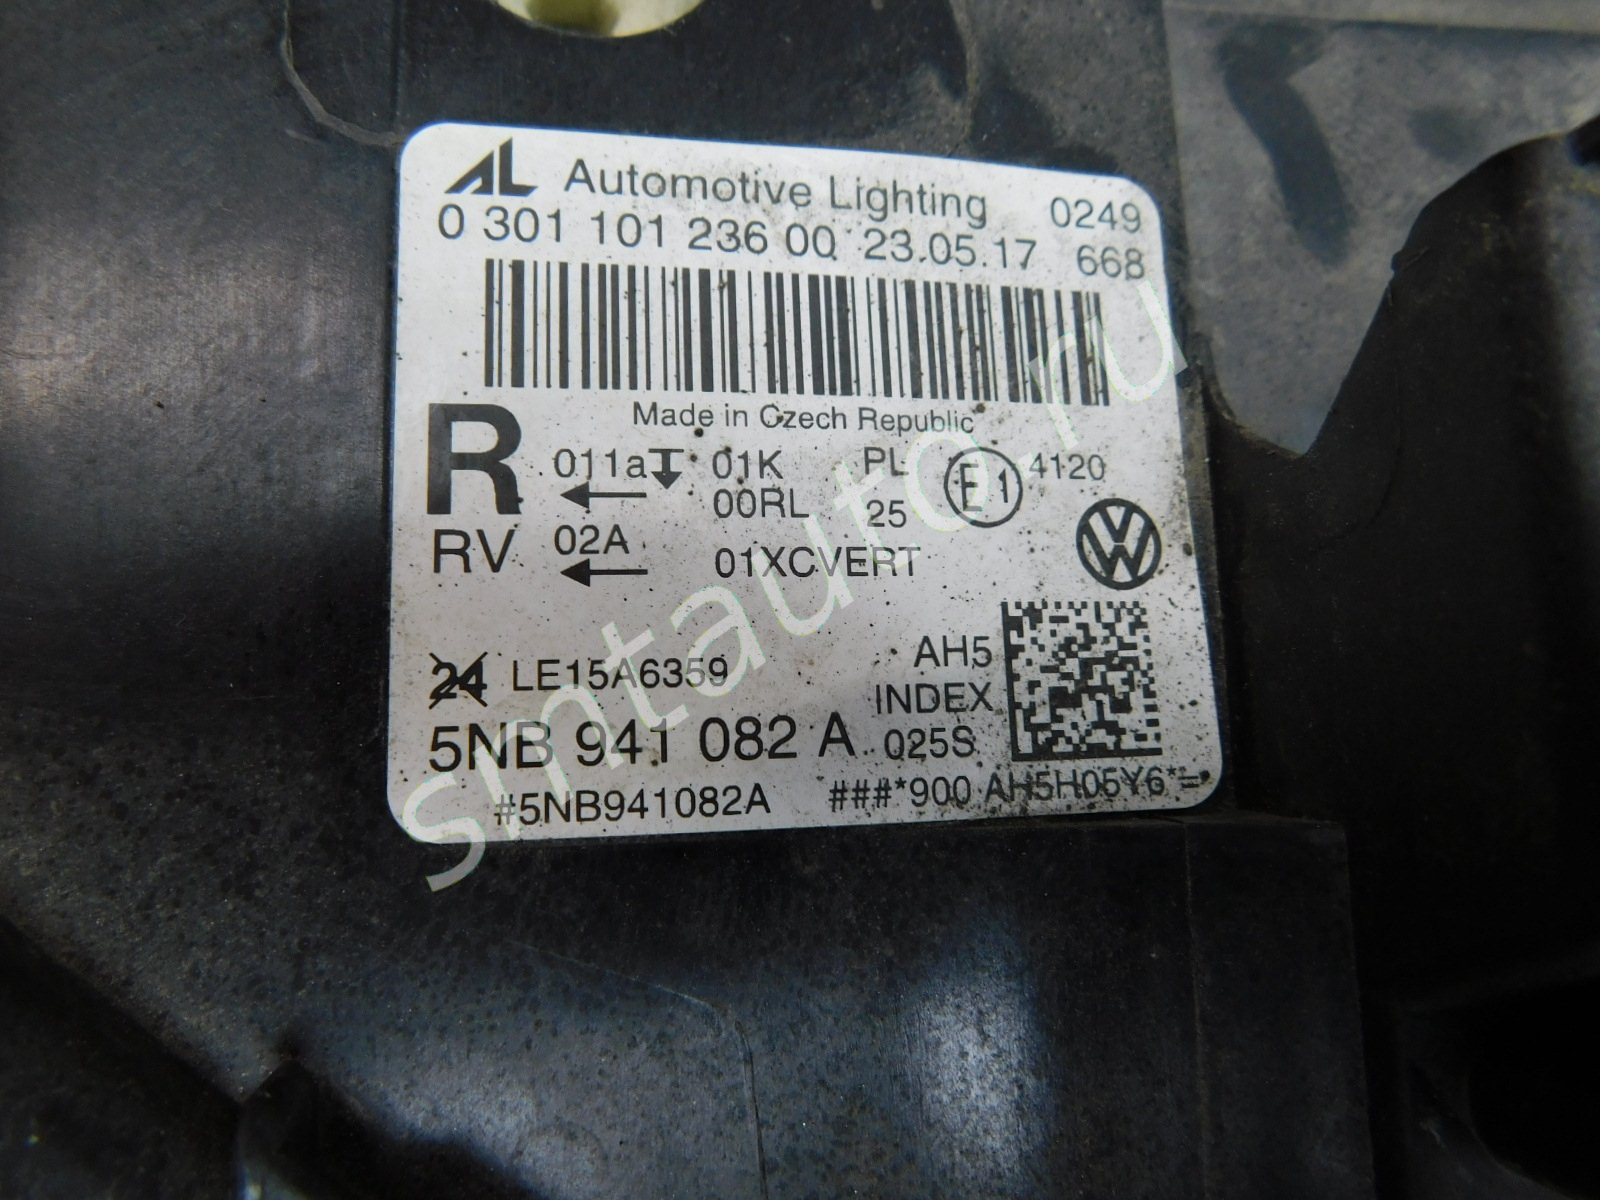 AL Automotive Lighting 0249
0 301 101 236 00 23.05.17 668
Made in Czech Republic
R 011a 01K PL E1 4120
00RL 25
RV 02A 01XCVERT
24 LE15A6359 AH5
INDEX
5NB 941 082 A 025S
#5NB941082A ###*900 AH5H05Y6*=
smtauto.ru